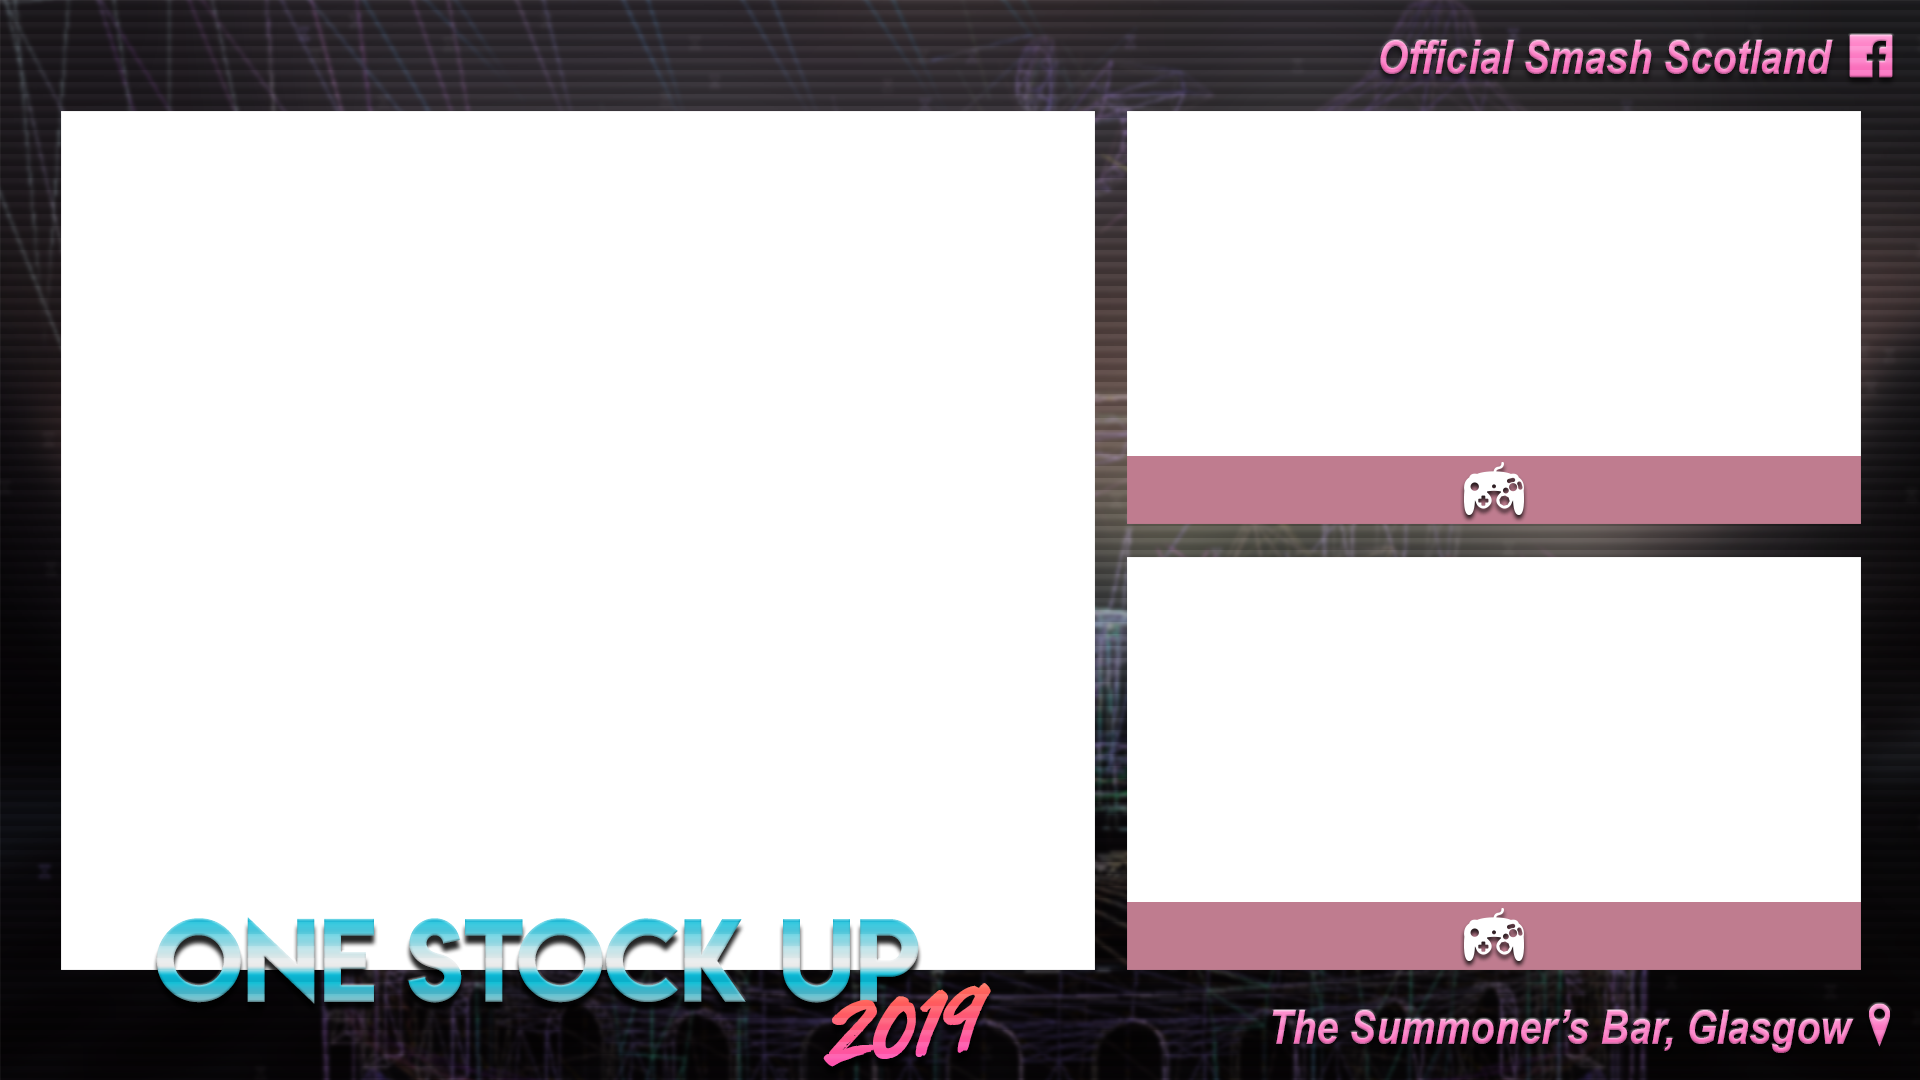 Official Smash Scotland
ONE STOCK UP
2019
The Summoner’s Bar, Glasgow